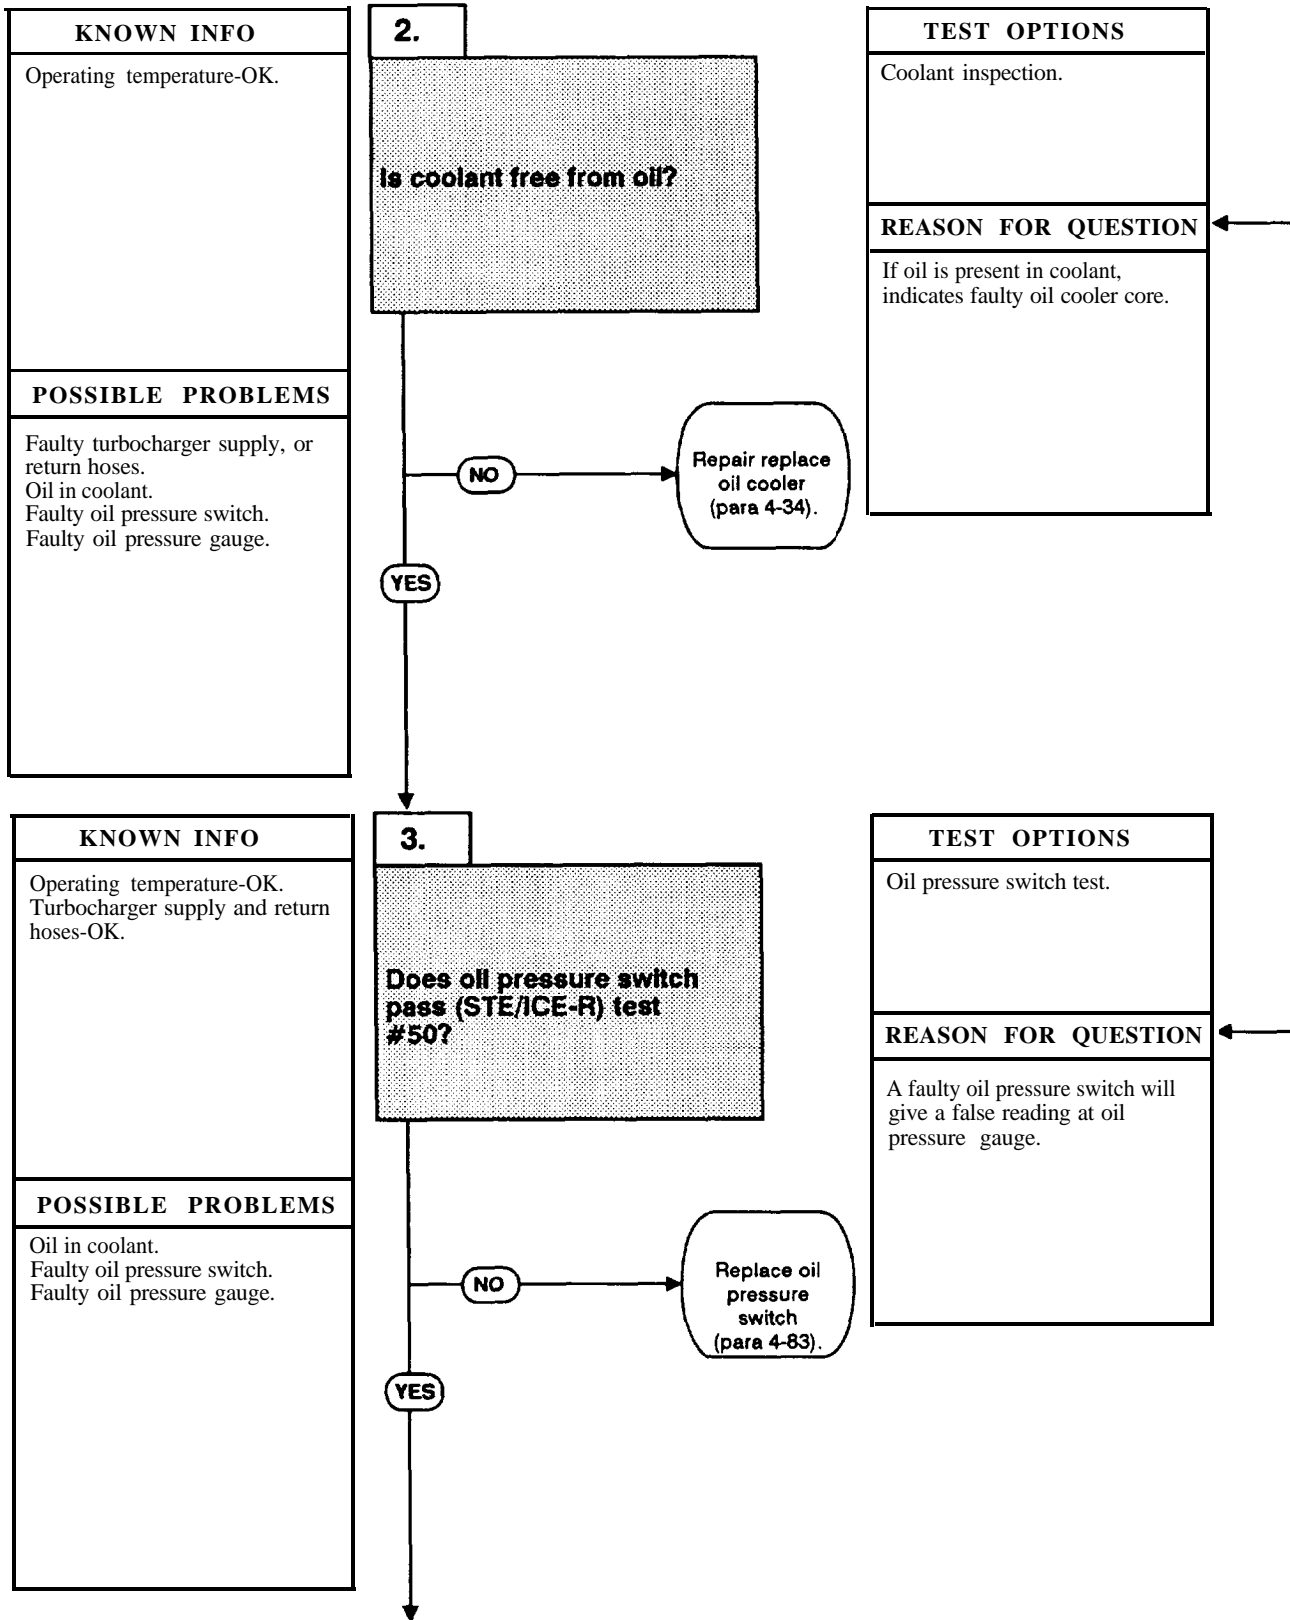 KNOWN INFO
Operating temperature-OK.
POSSIBLE PROBLEMS
Faulty turbocharger supply, or
return hoses.
Oil in coolant.
Faulty oil pressure switch.
Faulty oil pressure gauge.
2.
Is coolant free from oil?
NO
Repair replace
oil cooler
(para 4-34).
YES
TEST OPTIONS
Coolant inspection.
REASON FOR QUESTION
If oil is present in coolant,
indicates faulty oil cooler core.
KNOWN INFO
Operating temperature-OK.
Turbocharger supply and return
hoses-OK.
POSSIBLE PROBLEMS
Oil in coolant.
Faulty oil pressure switch.
Faulty oil pressure gauge.
3.
Does oil pressure switch
pass (STE/ICE-R) test
#50?
NO
Replace oil
pressure
switch
(para 4-83).
YES
TEST OPTIONS
Oil pressure switch test.
REASON FOR QUESTION
A faulty oil pressure switch will
give a false reading at oil
pressure gauge.